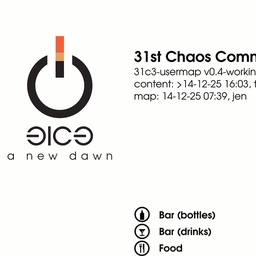 31st Chaos Comm
31c3-usermap v0.4-workin
content: >14-12-25 16:03, t
map: 14-12-25 07:39, jen
31C3
a new dawn
Bar (bottles)
Bar (drinks)
Food